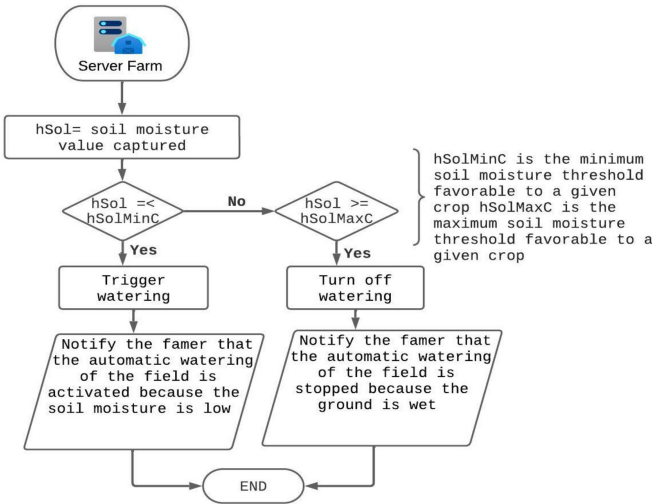 Server Farm
hSol= soil moisture
value captured
hSol =<
hSolMinC
No
hSol >=
hSolMaxC
hSolMinC is the minimum
soil moisture threshold
favorable to a given
crop hSolMaxC is the
maximum soil moisture
threshold favorable to a
given crop
Yes
Yes
Trigger
watering
Turn off
watering
Notify the famer that
the automatic watering
of the field is
activated because the
soil moisture is low
Notify the famer that
the automatic watering
of the field is
stopped because the
ground is wet
END